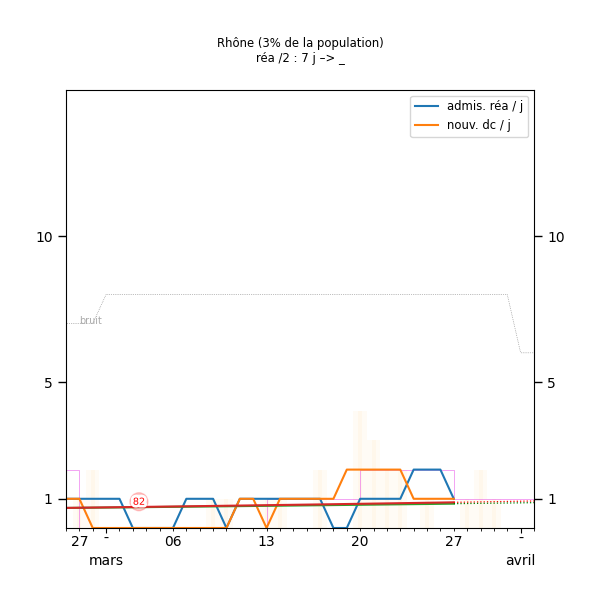 Rhône (3% de la population)
réa /2 : 7 j –> _
admis. réa / j
nouv. dc / j
10 10
bruit
5 5
82
1 1
27 - 06 13 20 27 -
mars avril